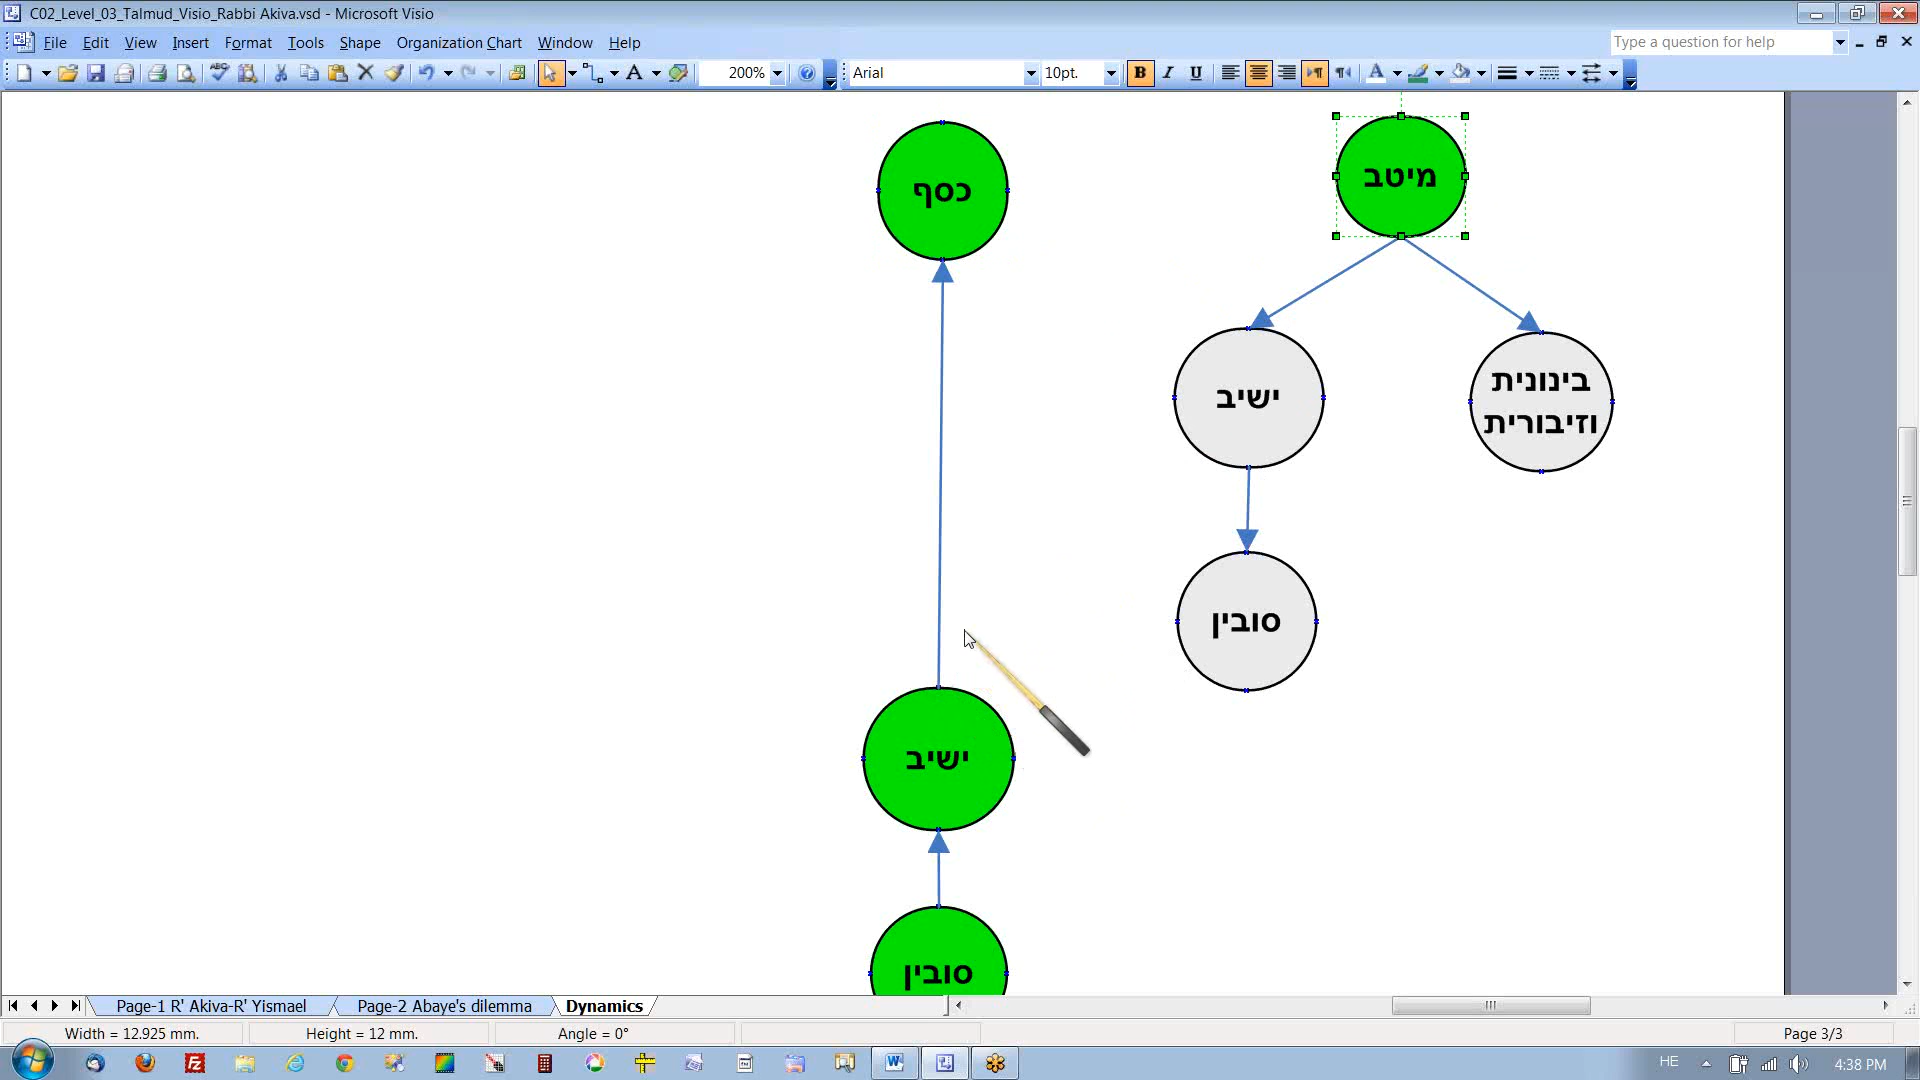 C02_Level_03_Talmud_Visio_Rabbi Akiva.vsd - Microsoft Visio
File Edit View Insert Format Tools Shape Organization Chart Window Help
Type a question for help
200%
Arial
10pt.
B I U
כסף
מיטב
ישיב
בינונית
וזיבורית
סובין
ישיב
סובין
Page-1 R' Akiva-R' Yismael
Page-2 Abaye's dilemma
Dynamics
Width = 12.925 mm.
Height = 12 mm.
Angle = 0°
Page 3/3
HE
4:38 PM